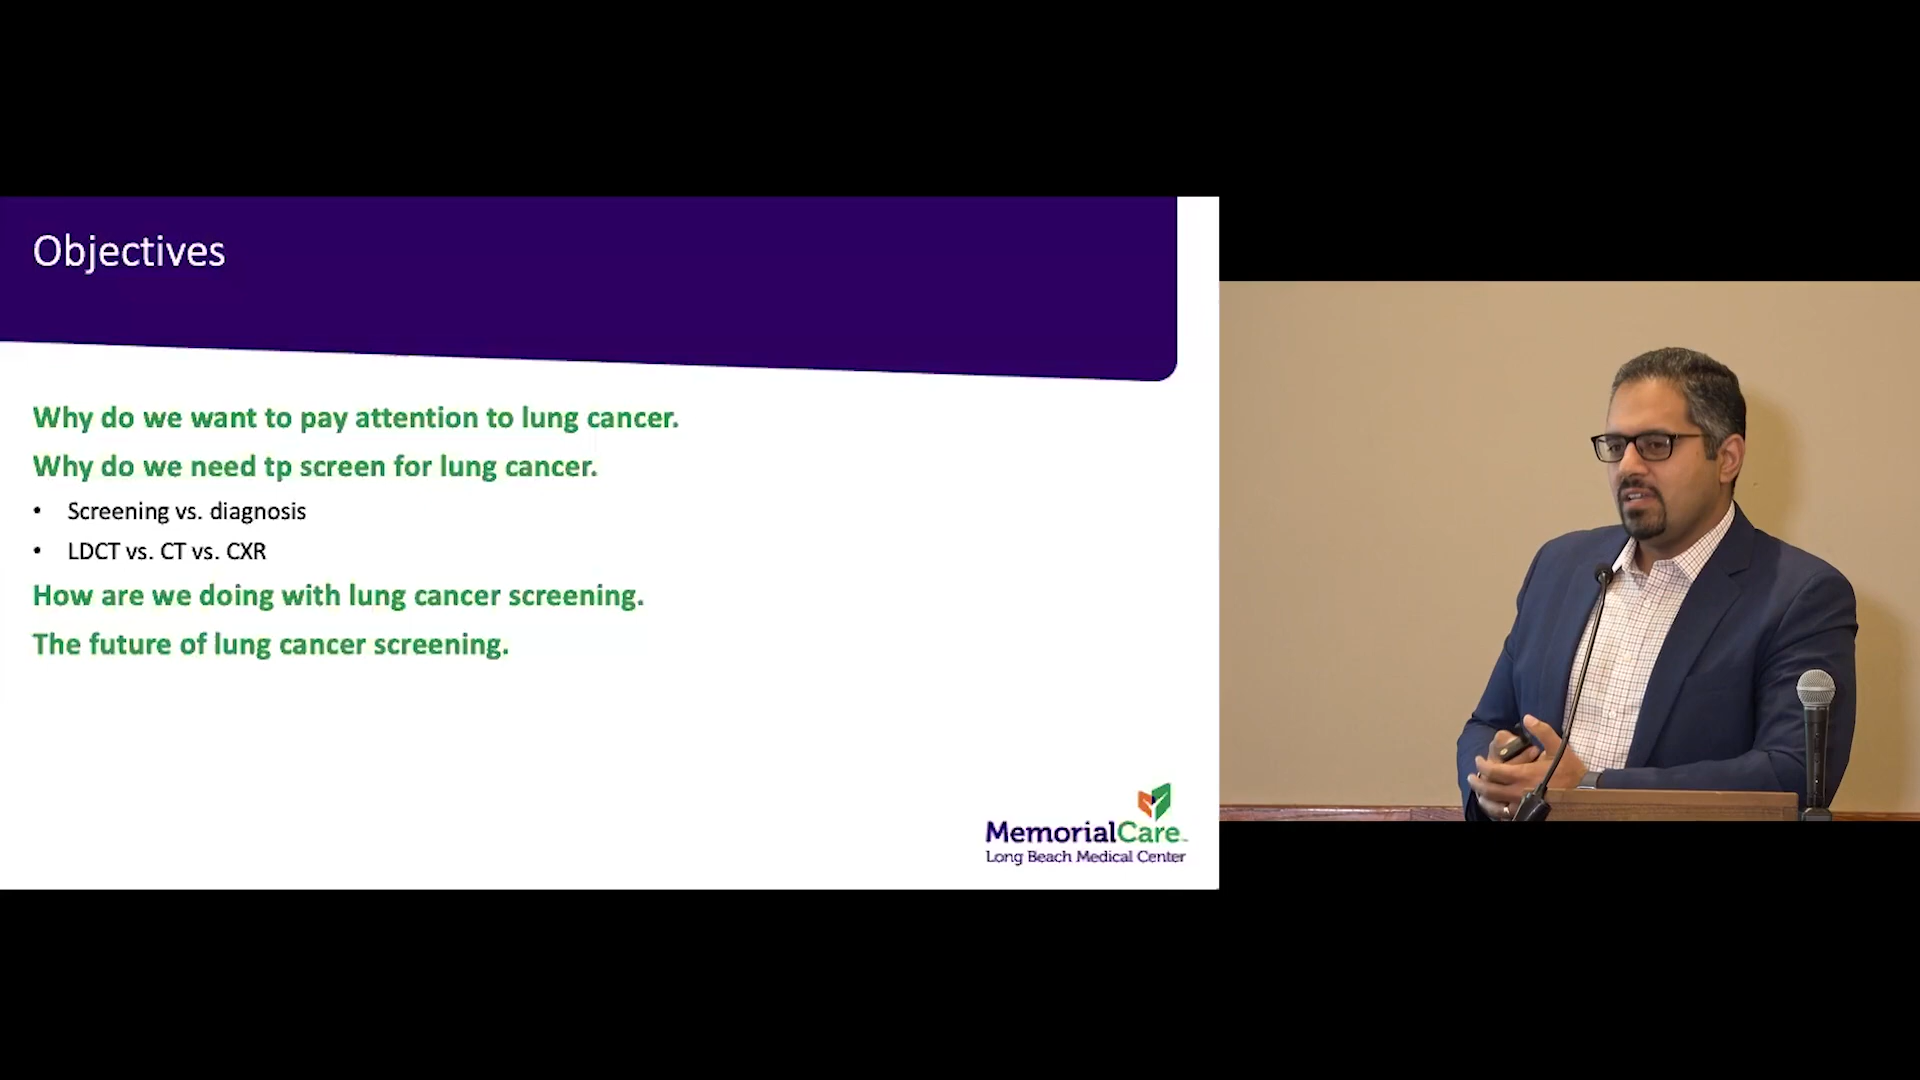 Objectives
Why do we want to pay attention to lung cancer.
Why do we need tp screen for lung cancer.
• Screening vs. diagnosis
• LDCT vs. CT vs. CXR
How are we doing with lung cancer screening.
The future of lung cancer screening.
MemorialCare™
Long Beach Medical Center